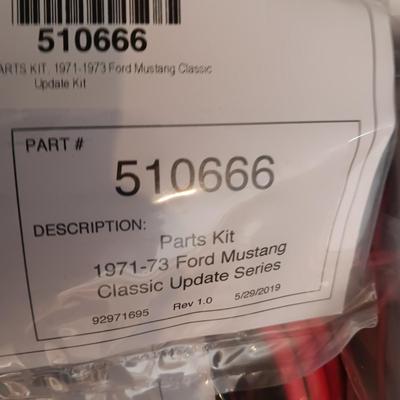 510666
ARTS KIT, 1971-1973 Ford Mustang Classic
Update Kit
PART #
510666
DESCRIPTION:
Parts Kit
1971-73 Ford Mustang
Classic Update Series
92971695 Rev 1.0 5/29/2019